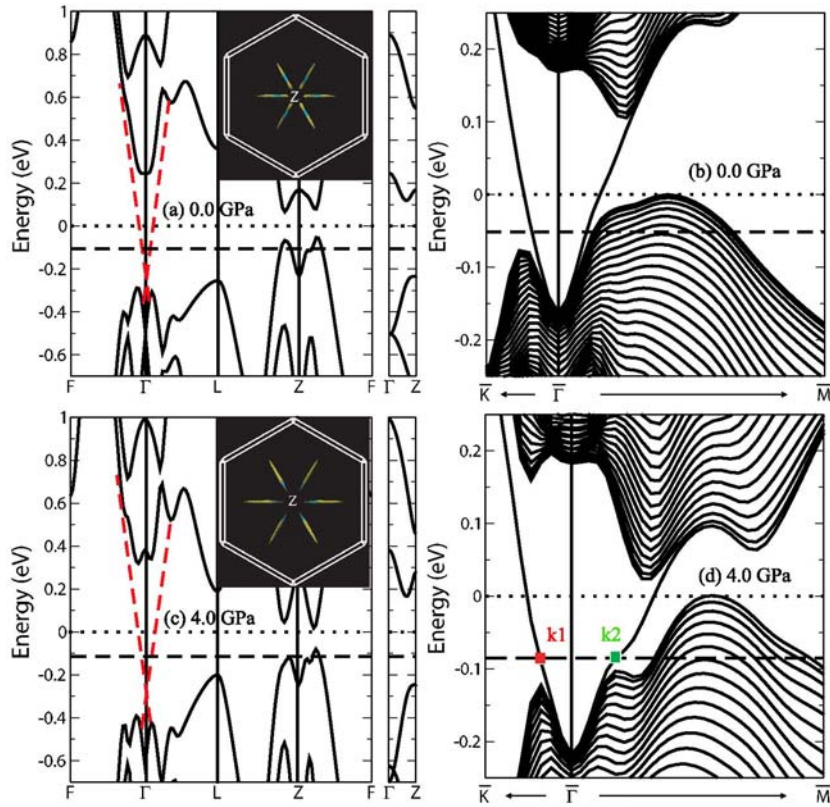 Energy (eV)
1
0.8
0.6
0.4
0.2
0
-0.2
-0.4
-0.6
Z
(a) 0.0 GPa
F Γ L Z F Γ Z
Energy (eV)
0.2
0.1
0
-0.1
-0.2
(b) 0.0 GPa
K̅ Γ̅ M̅
Energy (eV)
1
0.8
0.6
0.4
0.2
0
-0.2
-0.4
-0.6
Z
(c) 4.0 GPa
F Γ L Z F Γ Z
Energy (eV)
0.2
0.1
0
-0.1
-0.2
(d) 4.0 GPa
k1
k2
K̅ Γ̅ M̅